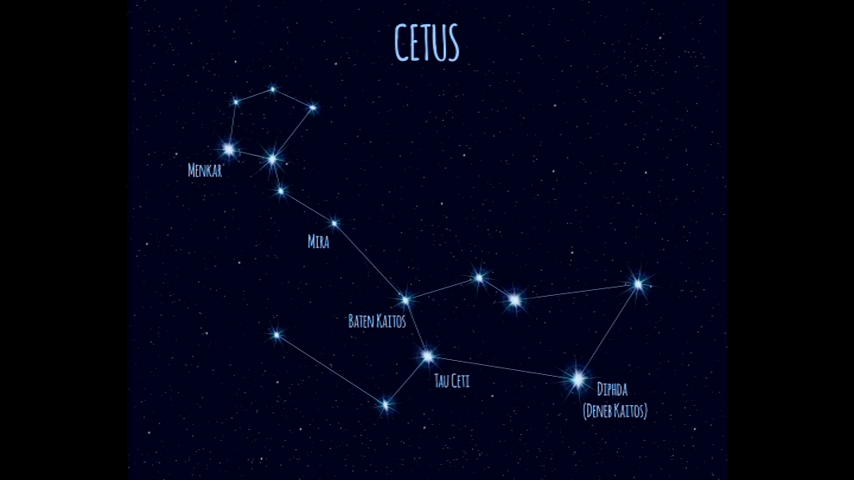 CETUS
MENKAR
MIRA
BATEN KAITOS
TAU CETI
DIPHDA
(DENEB KAITOS)